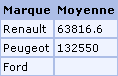 Marque Moyenne
Renault 63816.6
Peugeot 132550
Ford